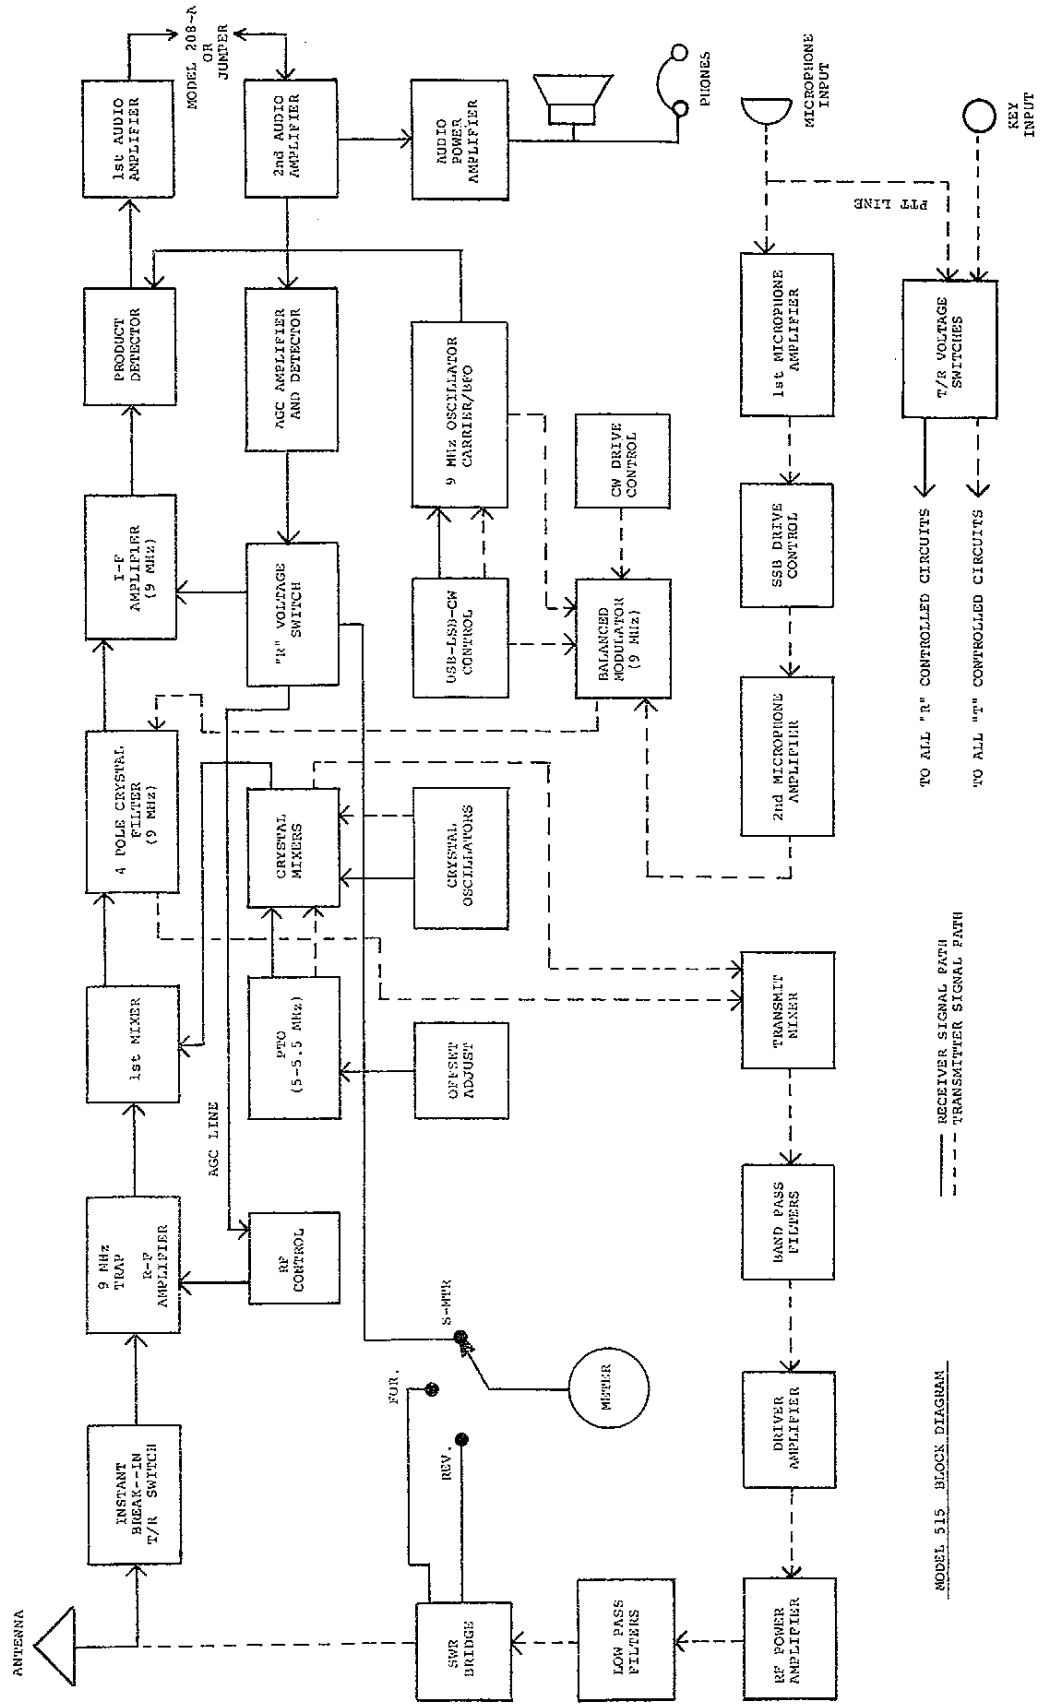 ANTENNA
INSTANT
BREAK--IN
T/R SWITCH
9 MHz
TRAP
R-F
AMPLIFIER
1st MIXER
4 POLE CRYSTAL
FILTER
(9 MHz)
I-F
AMPLIFIER
(9 MHz)
PRODUCT
DETECTOR
1st AUDIO
AMPLIFIER
MODEL 208-A
OR
JUMPER
AGC LINE
RF
CONTROL
PTO
(5-5.5 MHz)
CRYSTAL
MIXERS
"R" VOLTAGE
SWITCH
AGC AMPLIFIER
AND DETECTOR
2nd AUDIO
AMPLIFIER
FOR.
REV.
S-MTR
METER
OFFSET
ADJUST
CRYSTAL
OSCILLATORS
USB-LSB-CW
CONTROL
9 MHz OSCILLATOR
CARRIER/BFO
AUDIO
POWER
AMPLIFIER
SWR
BRIDGE
LOW PASS
FILTERS
BALANCED
MODULATOR
(9 MHz)
CW DRIVE
CONTROL
PHONES
RF POWER
AMPLIFIER
DRIVER
AMPLIFIER
BAND PASS
FILTERS
TRANSMIT
MIXER
2nd MICROPHONE
AMPLIFIER
SSB DRIVE
CONTROL
1st MICROPHONE
AMPLIFIER
MICROPHONE
INPUT
PTT LINE
MODEL 515 BLOCK DIAGRAM
RECEIVER SIGNAL PATH
TRANSMITTER SIGNAL PATH
TO ALL "R" CONTROLLED CIRCUITS
TO ALL "T" CONTROLLED CIRCUITS
T/R VOLTAGE
SWITCHES
KEY
INPUT